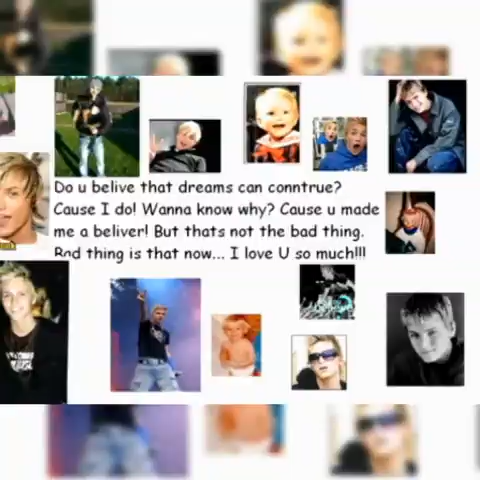 Do u belive that dreams can conntrue?
Cause I do! Wanna know why? Cause u made
me a beliver! But thats not the bad thing.
Bad thing is that now... I love U so much!!!